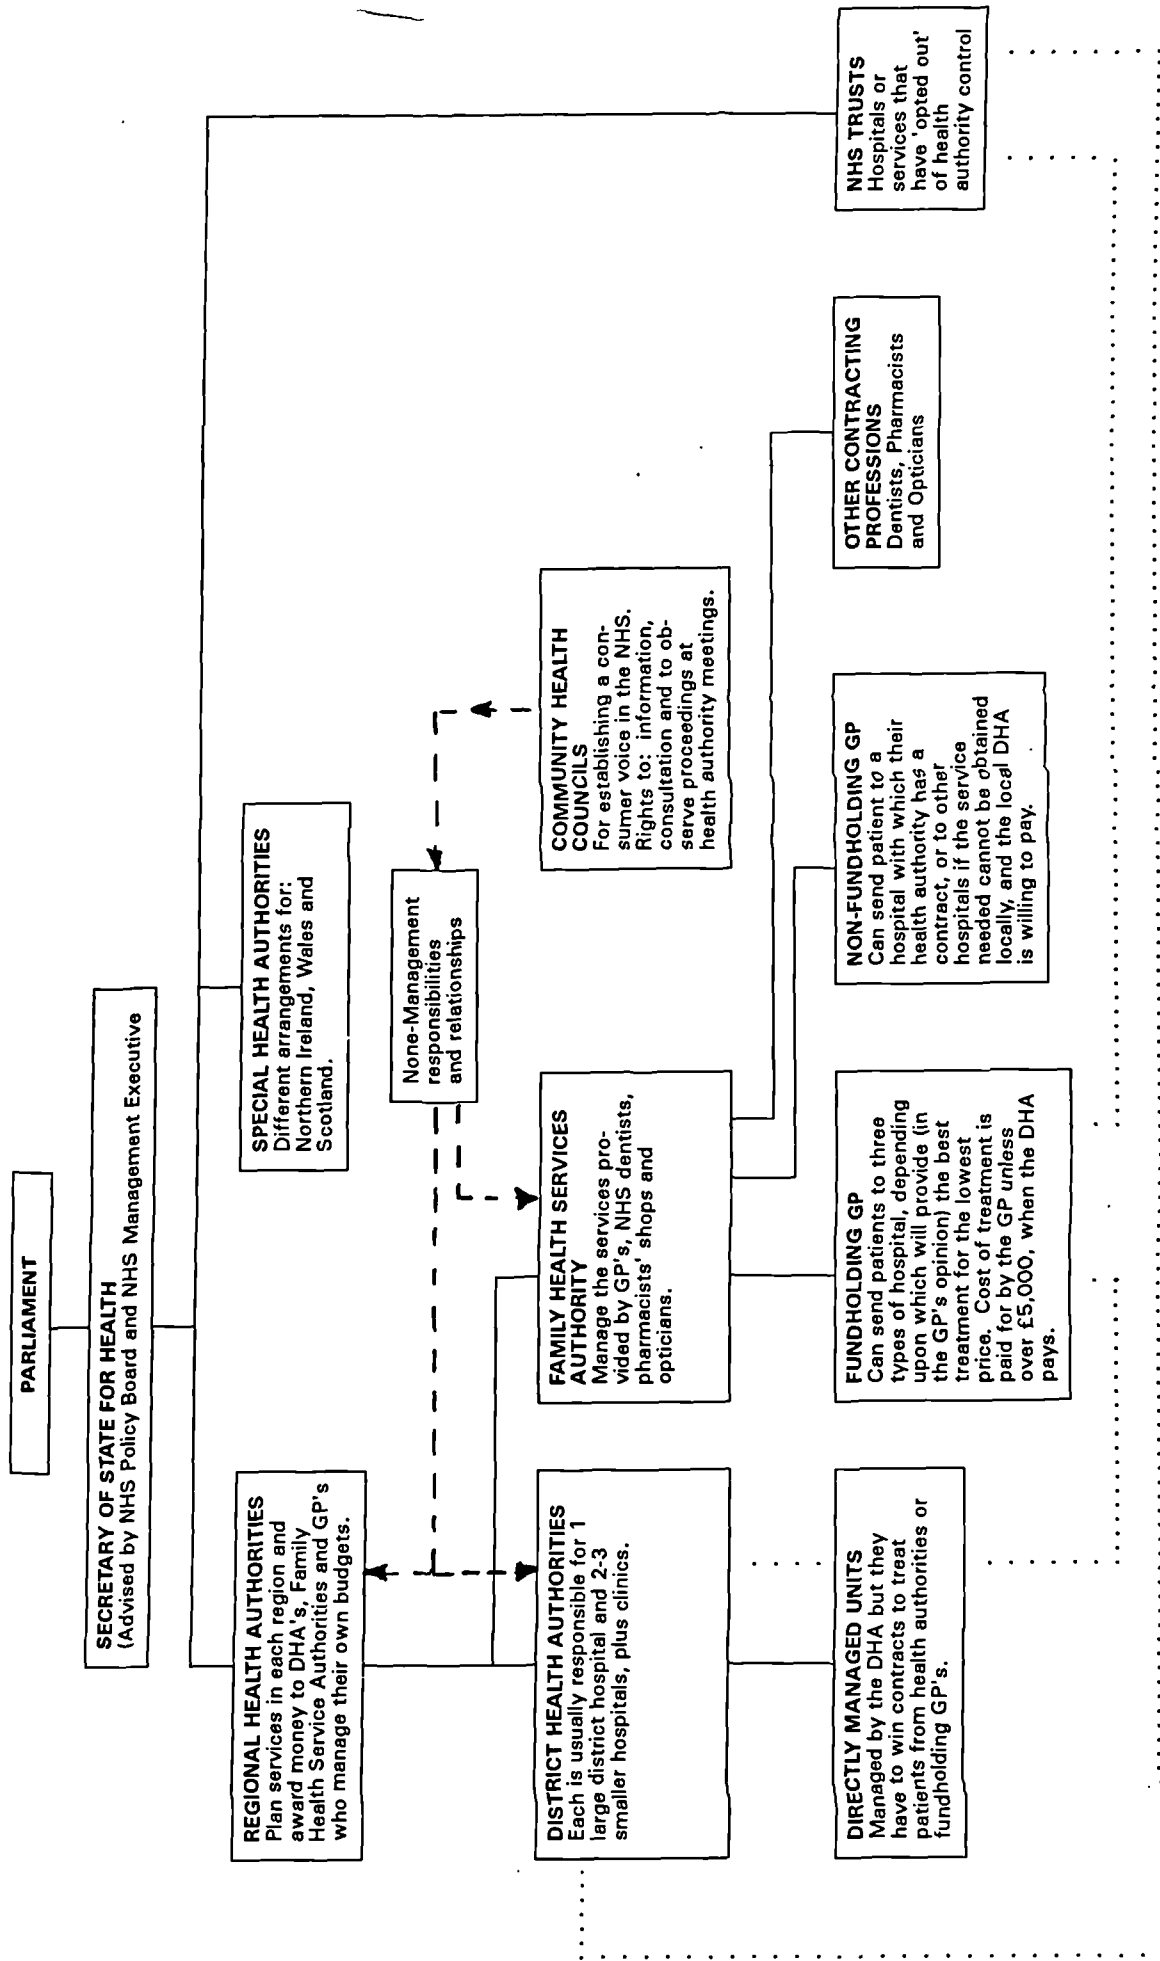 PARLIAMENT
SECRETARY OF STATE FOR HEALTH
(Advised by NHS Policy Board and NHS Management Executive
REGIONAL HEALTH AUTHORITIES
Plan services in each region and
award money to DHA's, Family
Health Service Authorities and GP's
who manage their own budgets.
SPECIAL HEALTH AUTHORITIES
Different arrangements for:
Northern Ireland, Wales and
Scotland.
None-Management
responsibilities
and relationships
DISTRICT HEALTH AUTHORITIES
Each is usually responsible for 1
large district hospital and 2-3
smaller hospitals, plus clinics.
FAMILY HEALTH SERVICES
AUTHORITY
Manage the services pro-
vided by GP's, NHS dentists,
pharmacists' shops and
opticians.
COMMUNITY HEALTH
COUNCILS
For establishing a con-
sumer voice in the NHS.
Rights to: information,
consultation and to ob-
serve proceedings at
health authority meetings.
DIRECTLY MANAGED UNITS
Managed by the DHA but they
have to win contracts to treat
patients from health authorities or
fundholding GP's.
FUNDHOLDING GP
Can send patients to three
types of hospital, depending
upon which will provide (in
the GP's opinion) the best
treatment for the lowest
price. Cost of treatment is
paid for by the GP unless
over £5,000, when the DHA
pays.
NON-FUNDHOLDING GP
Can send patient to a
hospital with which their
health authority has a
contract, or to other
hospitals if the service
needed cannot be obtained
locally, and the local DHA
is willing to pay.
OTHER CONTRACTING
PROFESSIONS
Dentists, Pharmacists
and Opticians
NHS TRUSTS
Hospitals or
services that
have 'opted out'
of health
authority control